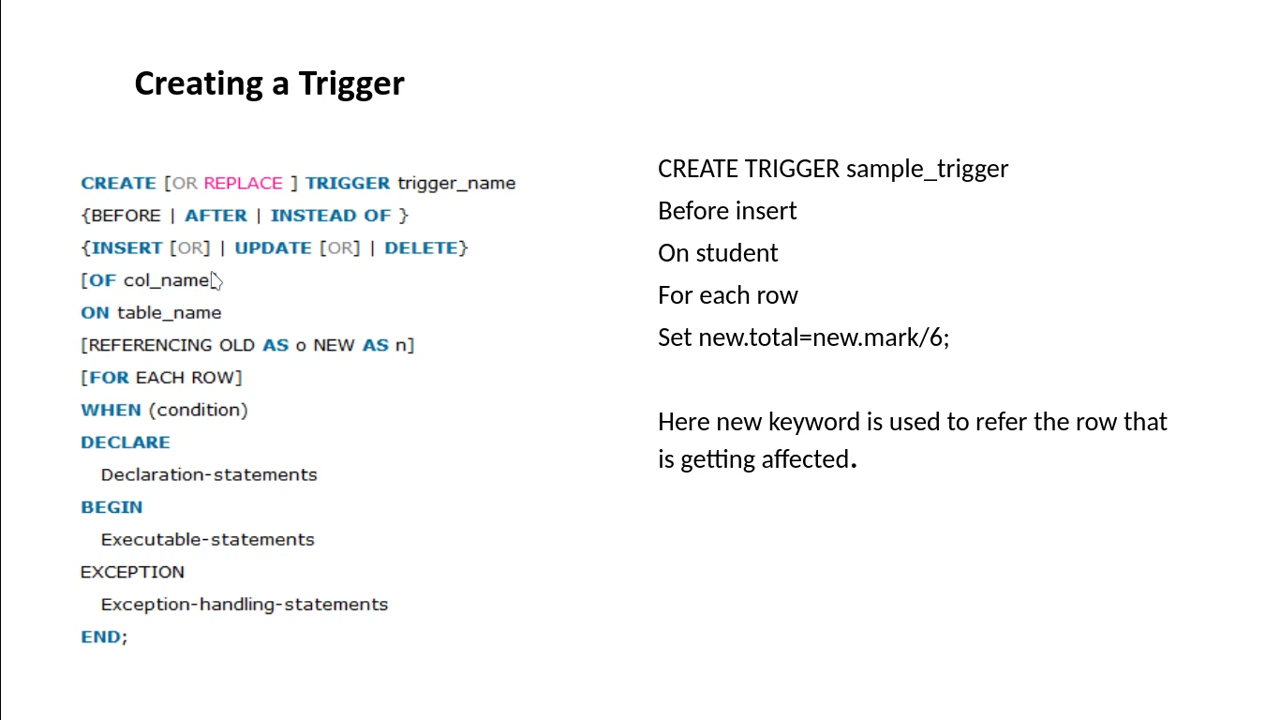 Creating a Trigger
CREATE [OR REPLACE ] TRIGGER trigger_name
{BEFORE | AFTER | INSTEAD OF }
{INSERT [OR] | UPDATE [OR] | DELETE}
[OF col_name]
ON table_name
[REFERENCING OLD AS o NEW AS n]
[FOR EACH ROW]
WHEN (condition)
DECLARE
Declaration-statements
BEGIN
Executable-statements
EXCEPTION
Exception-handling-statements
END;
CREATE TRIGGER sample_trigger
Before insert
On student
For each row
Set new.total=new.mark/6;
Here new keyword is used to refer the row that
is getting affected.